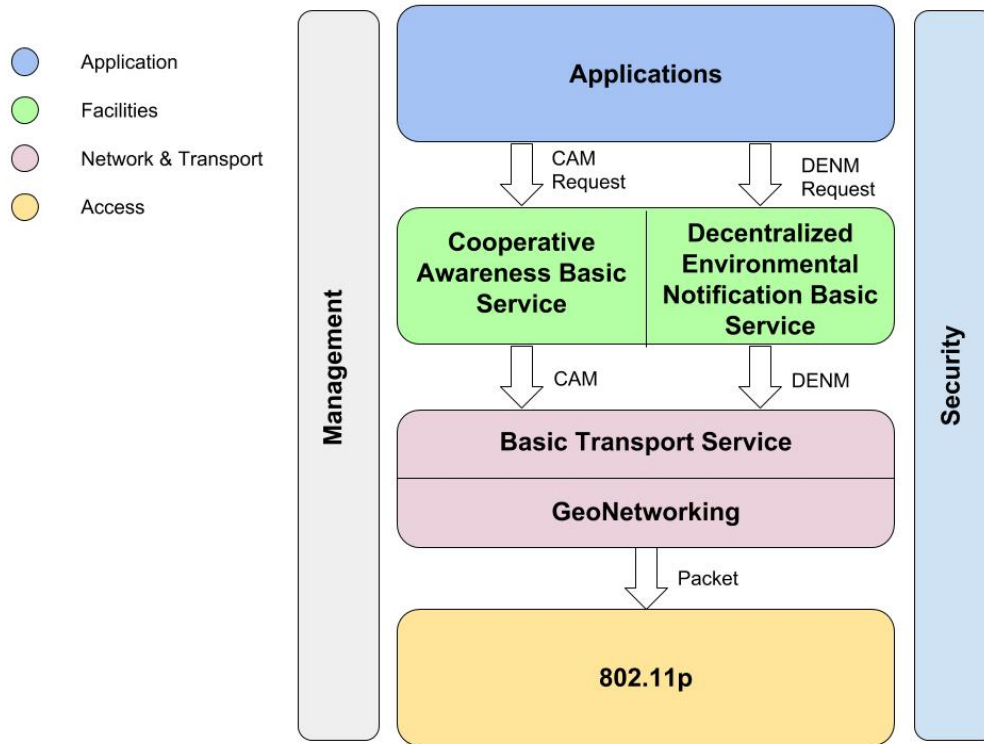 Application
Facilities
Network & Transport
Access
Management
Applications
CAM
Request
DENM
Request
Cooperative
Awareness Basic
Service
Decentralized
Environmental
Notification Basic
Service
CAM
DENM
Basic Transport Service
GeoNetworking
Packet
802.11p
Security